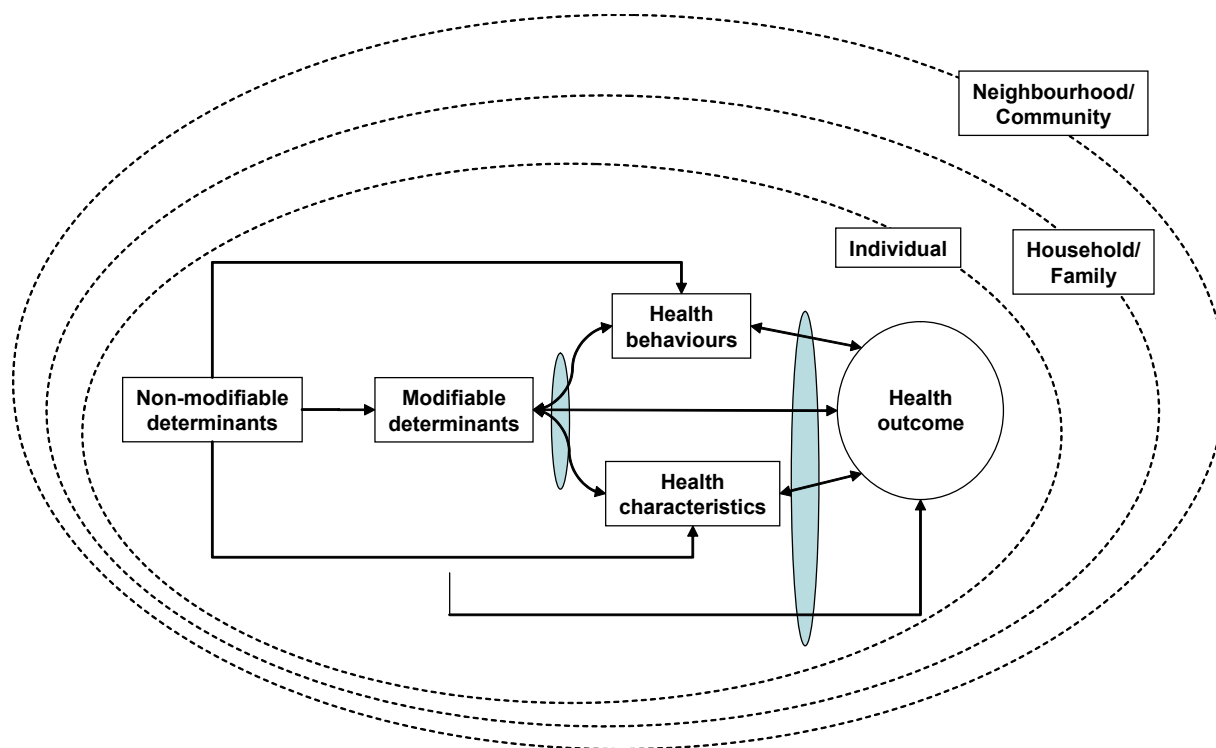 Neighbourhood/
Community
Individual
Household/
Family
Health
behaviours
Non-modifiable
determinants
Modifiable
determinants
Health
outcome
Health
characteristics